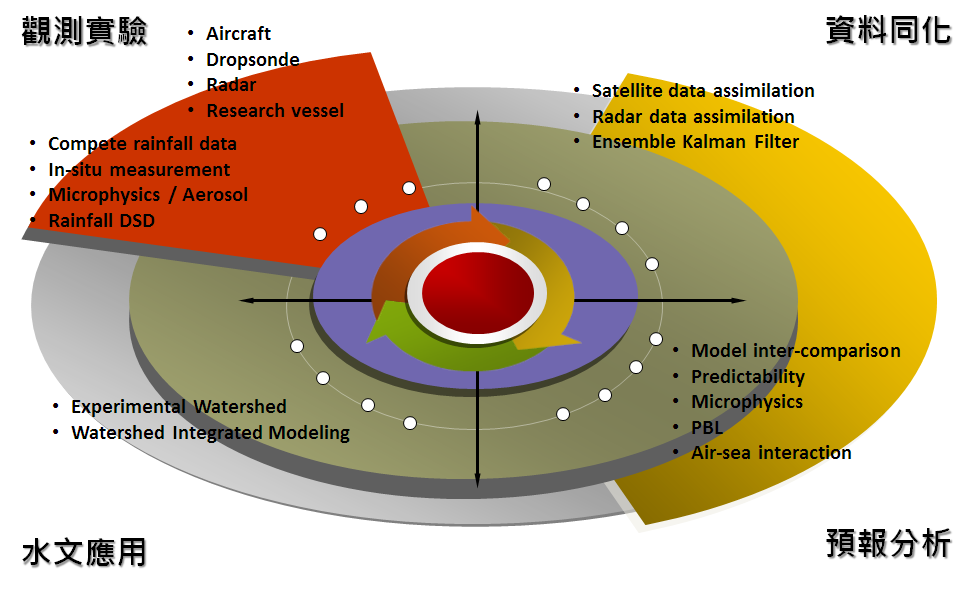 觀測實驗
• Aircraft
• Dropsonde
• Radar
• Research vessel
• Compete rainfall data
• In-situ measurement
• Microphysics / Aerosol
• Rainfall DSD
資料同化
• Satellite data assimilation
• Radar data assimilation
• Ensemble Kalman Filter
• Experimental Watershed
• Watershed Integrated Modeling
水文應用
• Model inter-comparison
• Predictability
• Microphysics
• PBL
• Air-sea interaction
預報分析